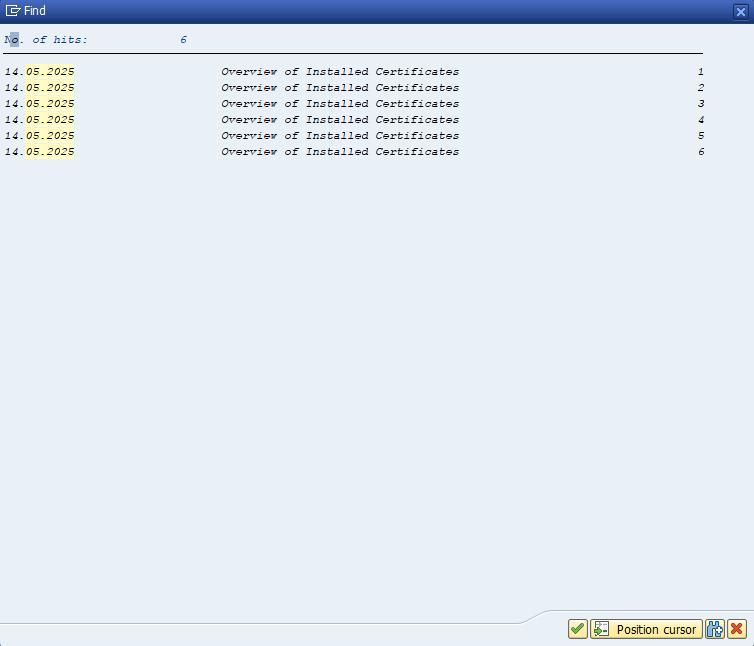 Find
No. of hits: 6
14.05.2025 Overview of Installed Certificates 1
14.05.2025 Overview of Installed Certificates 2
14.05.2025 Overview of Installed Certificates 3
14.05.2025 Overview of Installed Certificates 4
14.05.2025 Overview of Installed Certificates 5
14.05.2025 Overview of Installed Certificates 6
Position cursor